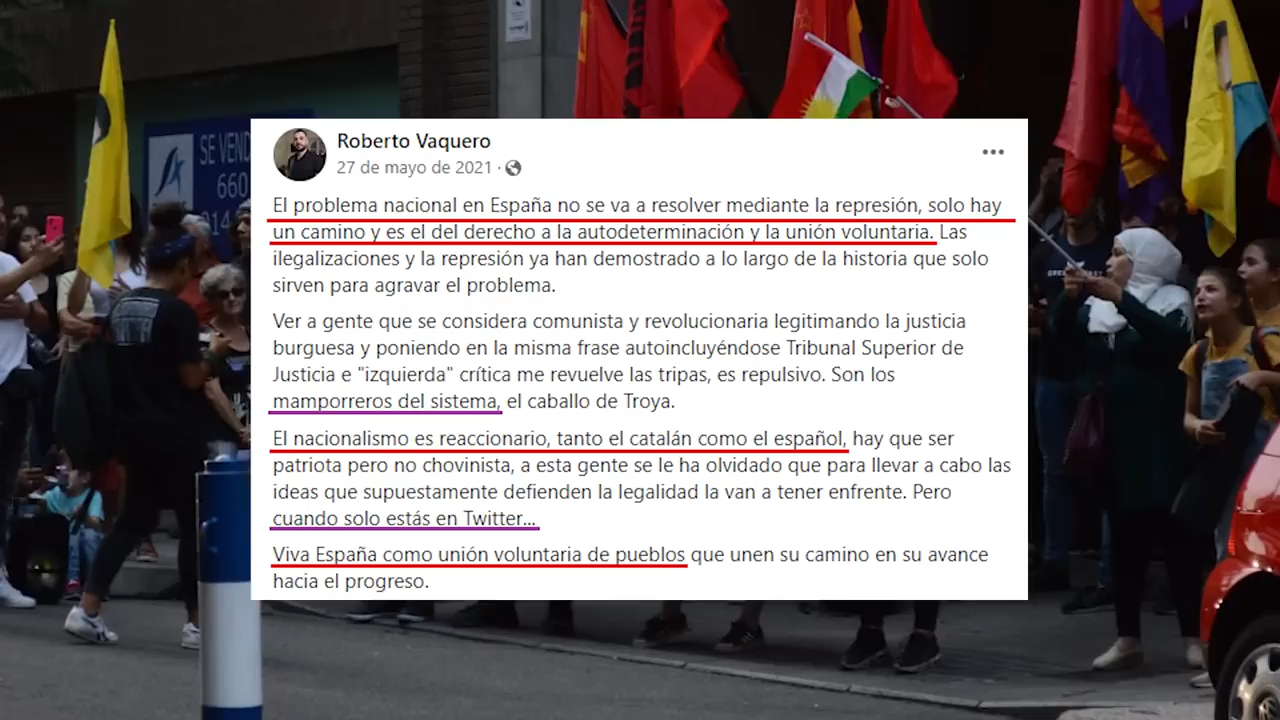 SE VEND
660
914
Roberto Vaquero
27 de mayo de 2021 ·
El problema nacional en España no se va a resolver mediante la represión, solo hay
un camino y es el del derecho a la autodeterminación y la unión voluntaria. Las
ilegalizaciones y la represión ya han demostrado a lo largo de la historia que solo
sirven para agravar el problema.
Ver a gente que se considera comunista y revolucionaria legitimando la justicia
burguesa y poniendo en la misma frase autoincluyéndose Tribunal Superior de
Justicia e "izquierda" crítica me revuelve las tripas, es repulsivo. Son los
mamporreros del sistema, el caballo de Troya.
El nacionalismo es reaccionario, tanto el catalán como el español, hay que ser
patriota pero no chovinista, a esta gente se le ha olvidado que para llevar a cabo las
ideas que supuestamente defienden la legalidad la van a tener enfrente. Pero
cuando solo estás en Twitter...
Viva España como unión voluntaria de pueblos que unen su camino en su avance
hacia el progreso.